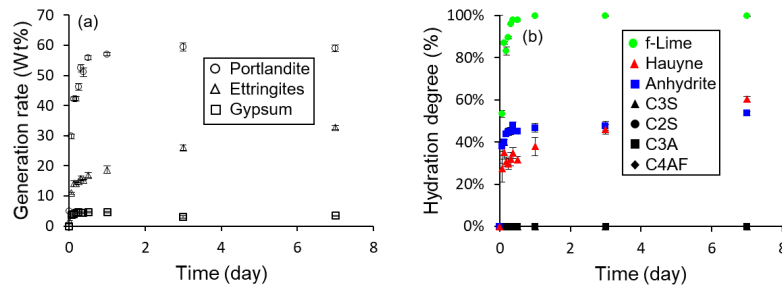 (a)
Generation rate (Wt%)
70
60
50
40
30
20
10
0
Portlandite
Ettringites
Gypsum
0
2
4
6
8
Time (day)
(b)
Hydration degree (%)
100%
80%
60%
40%
20%
0%
f-Lime
Hauyne
Anhydrite
C3S
C2S
C3A
C4AF
0
2
4
6
8
Time (day)